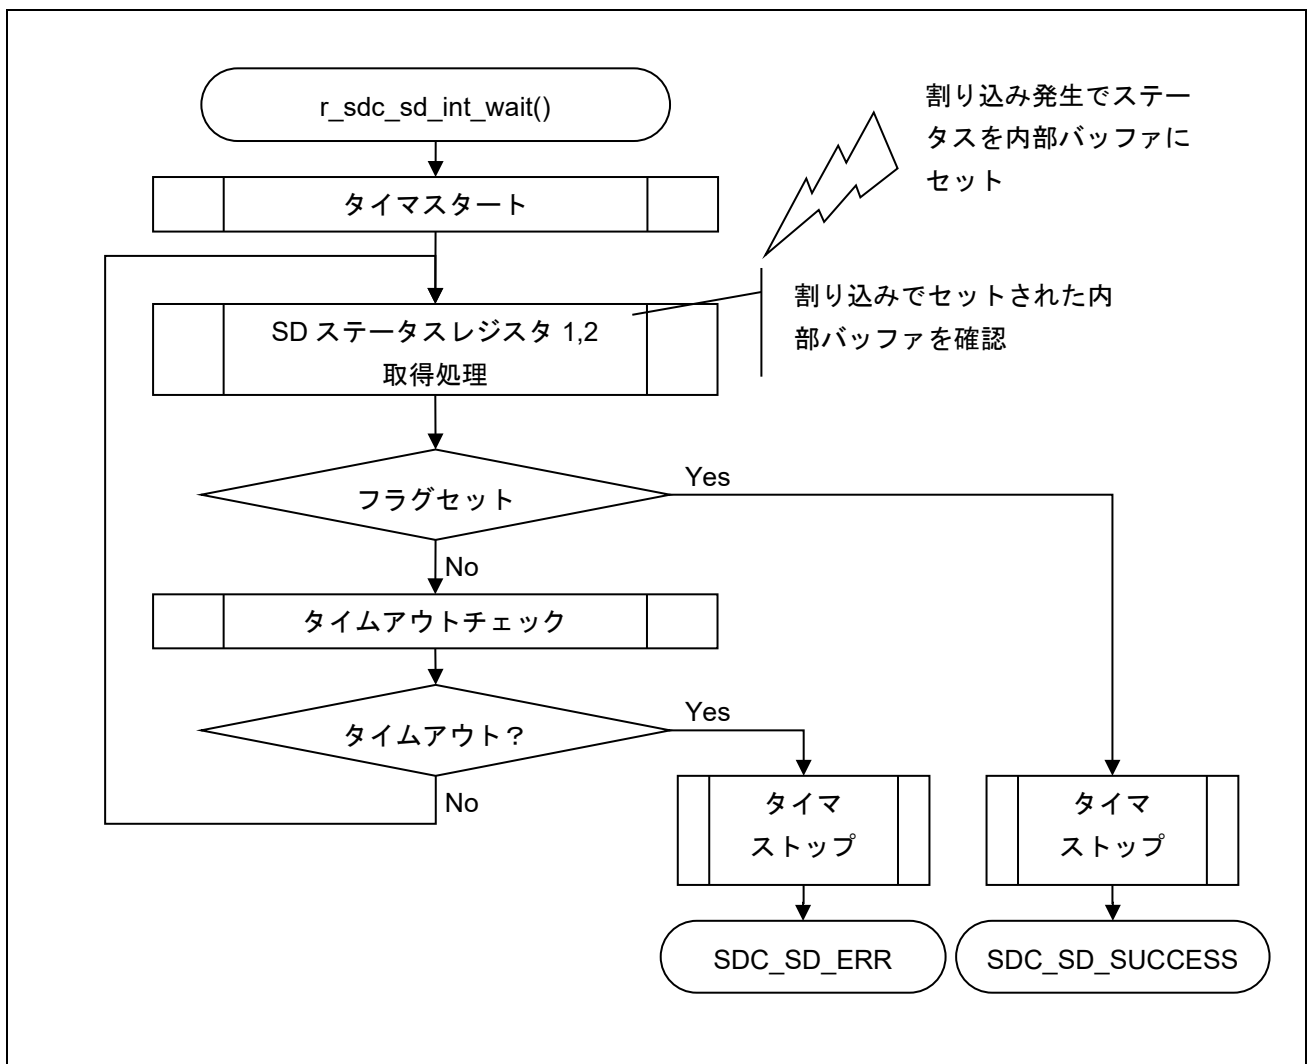 r_sdc_sd_int_wait()
割り込み発生でステー
タスを内部バッファに
セット
タイマスタート
SD ステータスレジスタ 1,2
取得処理
割り込みでセットされた内
部バッファを確認
フラグセット
Yes
No
タイムアウトチェック
タイムアウト？
Yes
No
タイマ
ストップ
タイマ
ストップ
SDC_SD_ERR
SDC_SD_SUCCESS